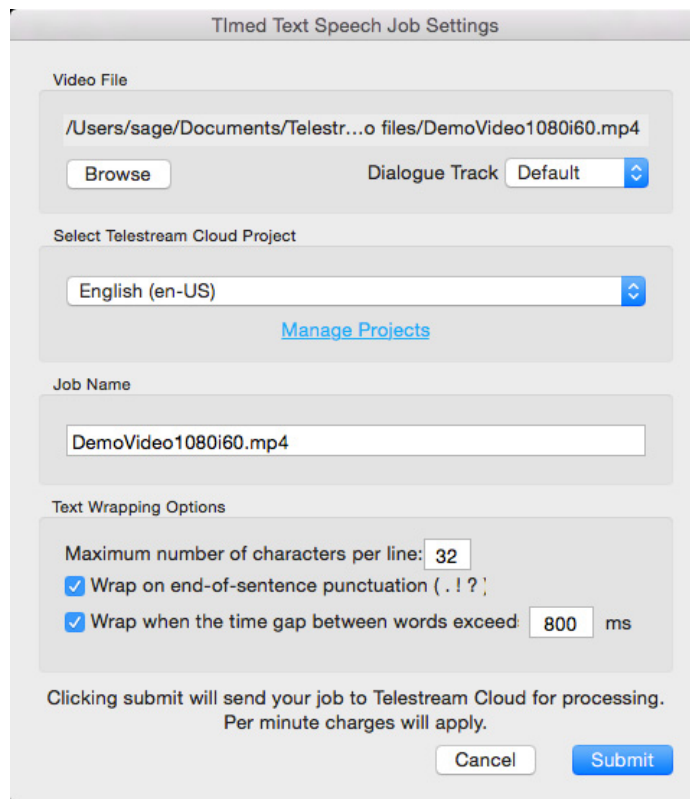 TImed Text Speech Job Settings
Video File
/Users/sage/Documents/Telestr...o files/DemoVideo1080i60.mp4
Browse
Dialogue Track Default
Select Telestream Cloud Project
English (en-US)
Manage Projects
Job Name
DemoVideo1080i60.mp4
Text Wrapping Options
Maximum number of characters per line: 32
Wrap on end-of-sentence punctuation ( . ! ? )
Wrap when the time gap between words exceed 800 ms
Clicking submit will send your job to Telestream Cloud for processing.
Per minute charges will apply.
Cancel Submit